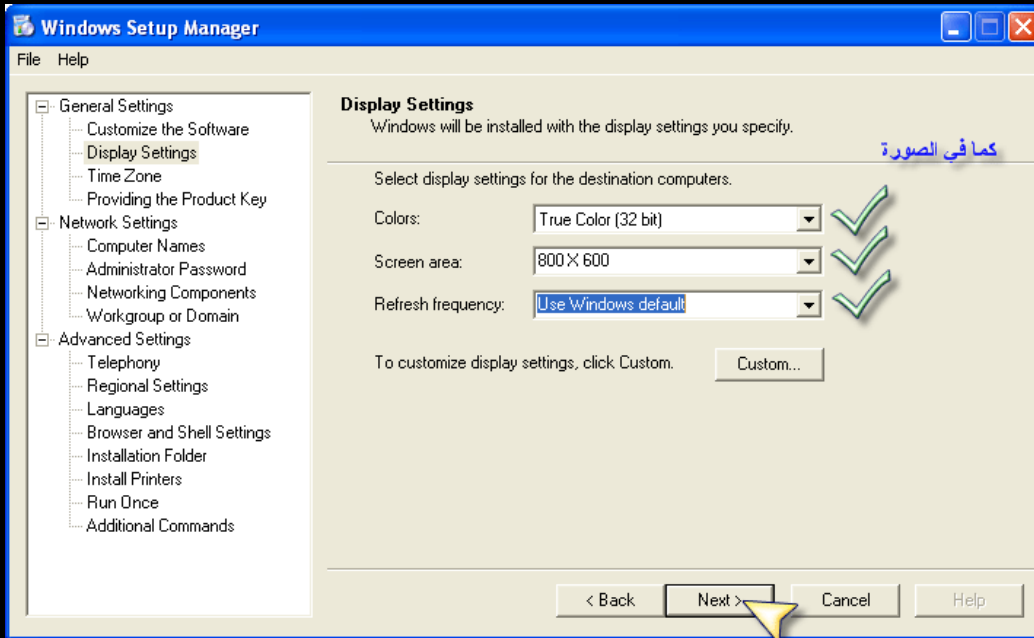 Windows Setup Manager
File Help
General Settings
Customize the Software
Display Settings
Time Zone
Providing the Product Key
Network Settings
Computer Names
Administrator Password
Networking Components
Workgroup or Domain
Advanced Settings
Telephony
Regional Settings
Languages
Browser and Shell Settings
Installation Folder
Install Printers
Run Once
Additional Commands
Display Settings
Windows will be installed with the display settings you specify.
كما في الصورة
Select display settings for the destination computers.
Colors: True Color (32 bit)
Screen area: 800 X 600
Refresh frequency: Use Windows default
To customize display settings, click Custom. Custom...
< Back Next > Cancel Help